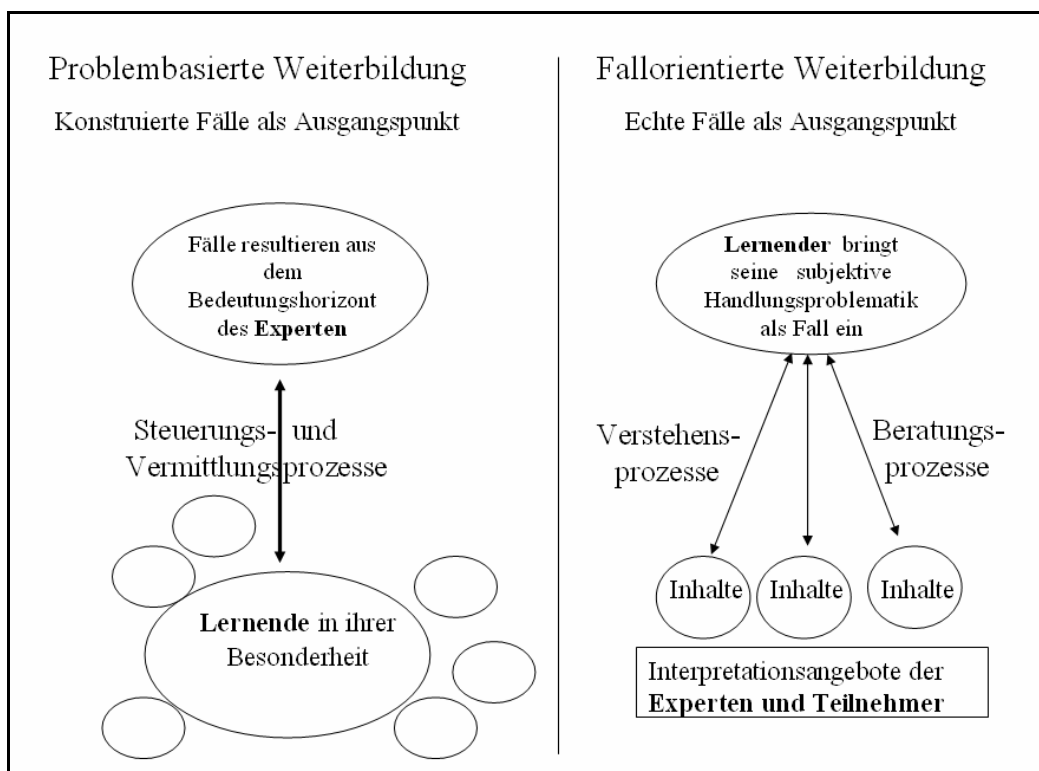 Problembasierte Weiterbildung
Konstruierte Fälle als Ausgangspunkt
Fälle resultieren aus
dem
Bedeutungshorizont
des Experten
Steuerungs- und
Vermittlungsprozesse
Lernende in ihrer
Besonderheit
Fallorientierte Weiterbildung
Echte Fälle als Ausgangspunkt
Lernender bringt
seine subjektive
Handlungsproblematik
als Fall ein
Verstehens-
prozesse
Beratungs-
prozesse
Inhalte
Inhalte
Inhalte
Interpretationsangebote der
Experten und Teilnehmer